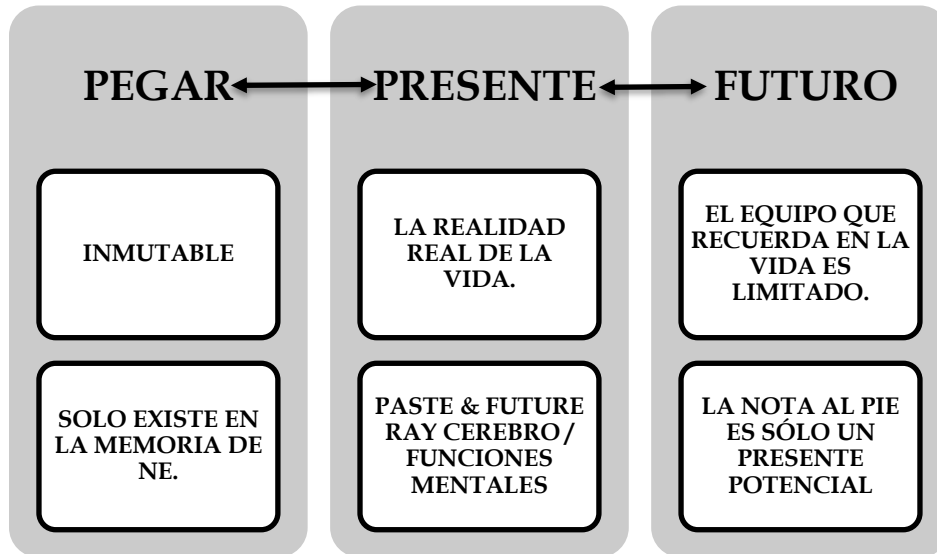 PEGAR
PRESENTE
FUTURO
INMUTABLE
LA REALIDAD
REAL DE LA
VIDA.
EL EQUIPO QUE
RECUERDA EN LA
VIDA ES
LIMITADO.
SOLO EXISTE EN
LA MEMORIA DE
NE.
PASTE & FUTURE
RAY CEREBRO /
FUNCIONES
MENTALES
LA NOTA AL PIE
ES SÓLO UN
PRESENTE
POTENCIAL